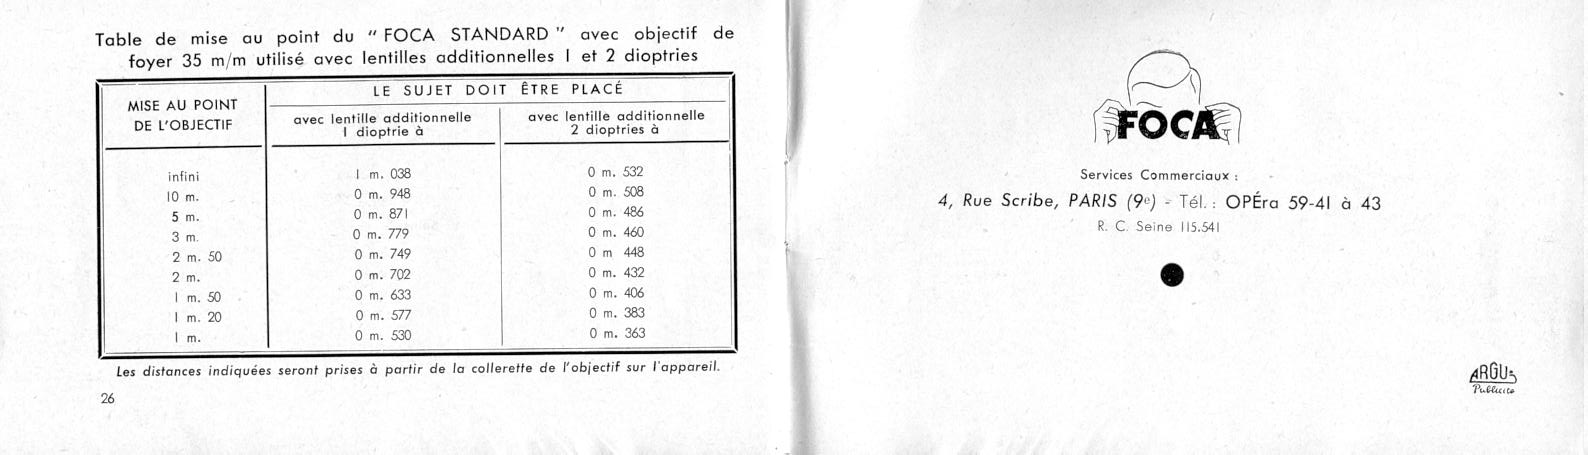 Table de mise au point du “ FOCA STANDARD ” avec objectif de
foyer 35 m/m utilisé avec lentilles additionnelles 1 et 2 dioptries
MISE AU POINT
DE L'OBJECTIF
LE SUJET DOIT ÊTRE PLACÉ
avec lentille additionnelle
1 dioptrie à
avec lentille additionnelle
2 dioptries à
infini 1 m. 038 0 m. 532
10 m. 0 m. 948 0 m. 508
5 m. 0 m. 871 0 m. 486
3 m. 0 m. 779 0 m. 460
2 m. 50 0 m. 749 0 m 448
2 m. 0 m. 702 0 m. 432
1 m. 50 0 m. 633 0 m. 406
1 m. 20 0 m. 577 0 m. 383
1 m. 0 m. 530 0 m. 363
Les distances indiquées seront prises à partir de la collerette de l'objectif sur l'appareil.
26
FOCA
Services Commerciaux :
4, Rue Scribe, PARIS (9e) - Tél. : OPÉra 59-41 à 43
R. C. Seine 115.541
ARGUS
Publicité